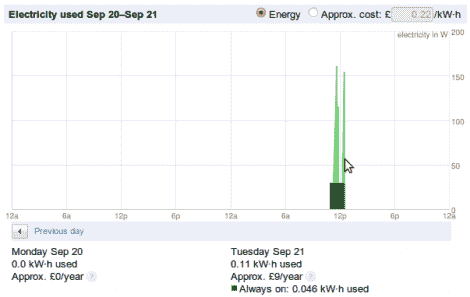 Electricity used Sep 20–Sep 21 Energy Approx. cost: £ 0.22 /kW·h
electricity in W
200
150
100
50
0
12a 6a 12p 6p 12a 6a 12p 6p 12a
Previous day
Monday Sep 20 Tuesday Sep 21
0.0 kW·h used 0.11 kW·h used
Approx. £0/year ? Approx. £9/year ?
Always on: 0.046 kW·h used